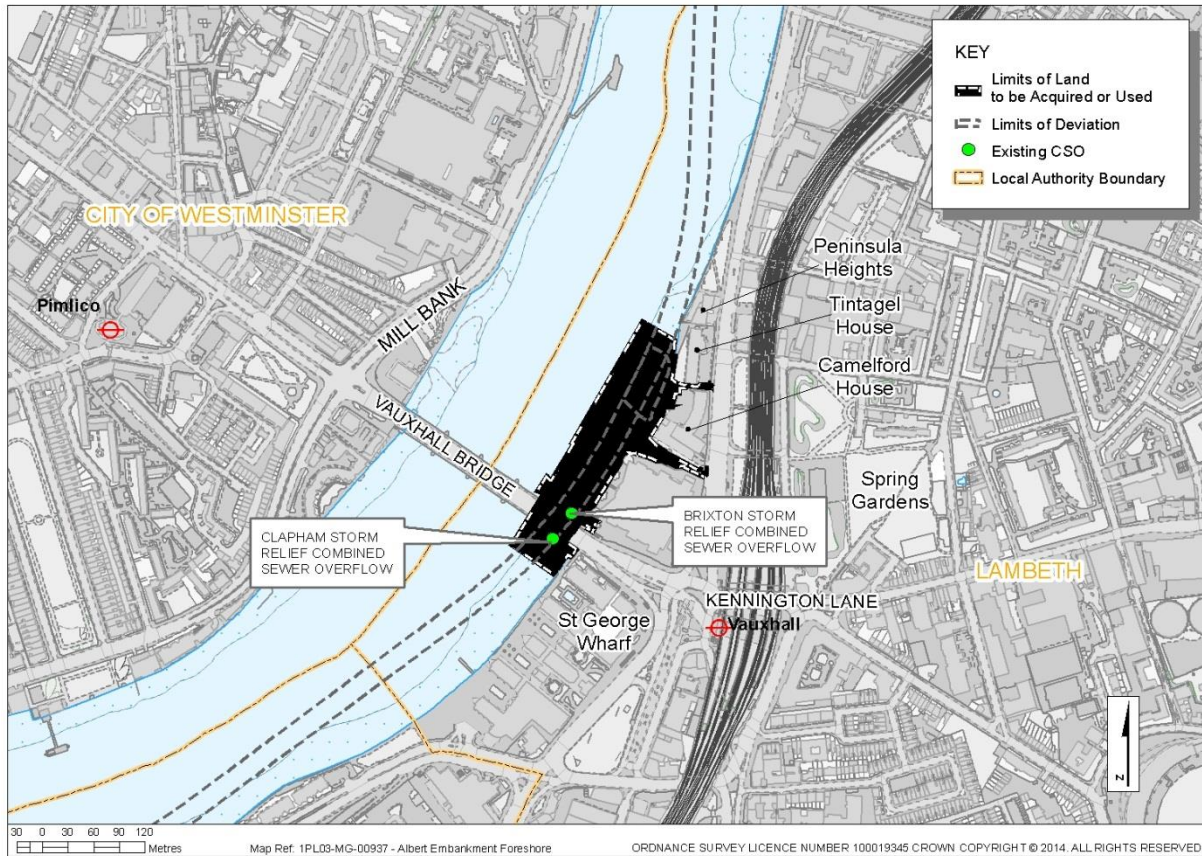 KEY
Limits of Land
to be Acquired or Used
Limits of Deviation
Existing CSO
Local Authority Boundary
CITY OF WESTMINSTER
Pimlico
MILL BANK
VAUXHALL BRIDGE
Peninsula
Heights
Tintagel
House
Camelford
House
Spring
Gardens
CLAPHAM STORM
RELIEF COMBINED
SEWER OVERFLOW
BRIXTON STORM
RELIEF COMBINED
SEWER OVERFLOW
LAMBETH
KENNINGTON LANE
St George
Wharf
Vauxhall
N
30 0 30 60 90 120
Metres
Map Ref: 1PL03-MG-00937 - Albert Embankment Foreshore
ORDNANCE SURVEY LICENCE NUMBER 100019345 CROWN COPYRIGHT © 2014. ALL RIGHTS RESERVED